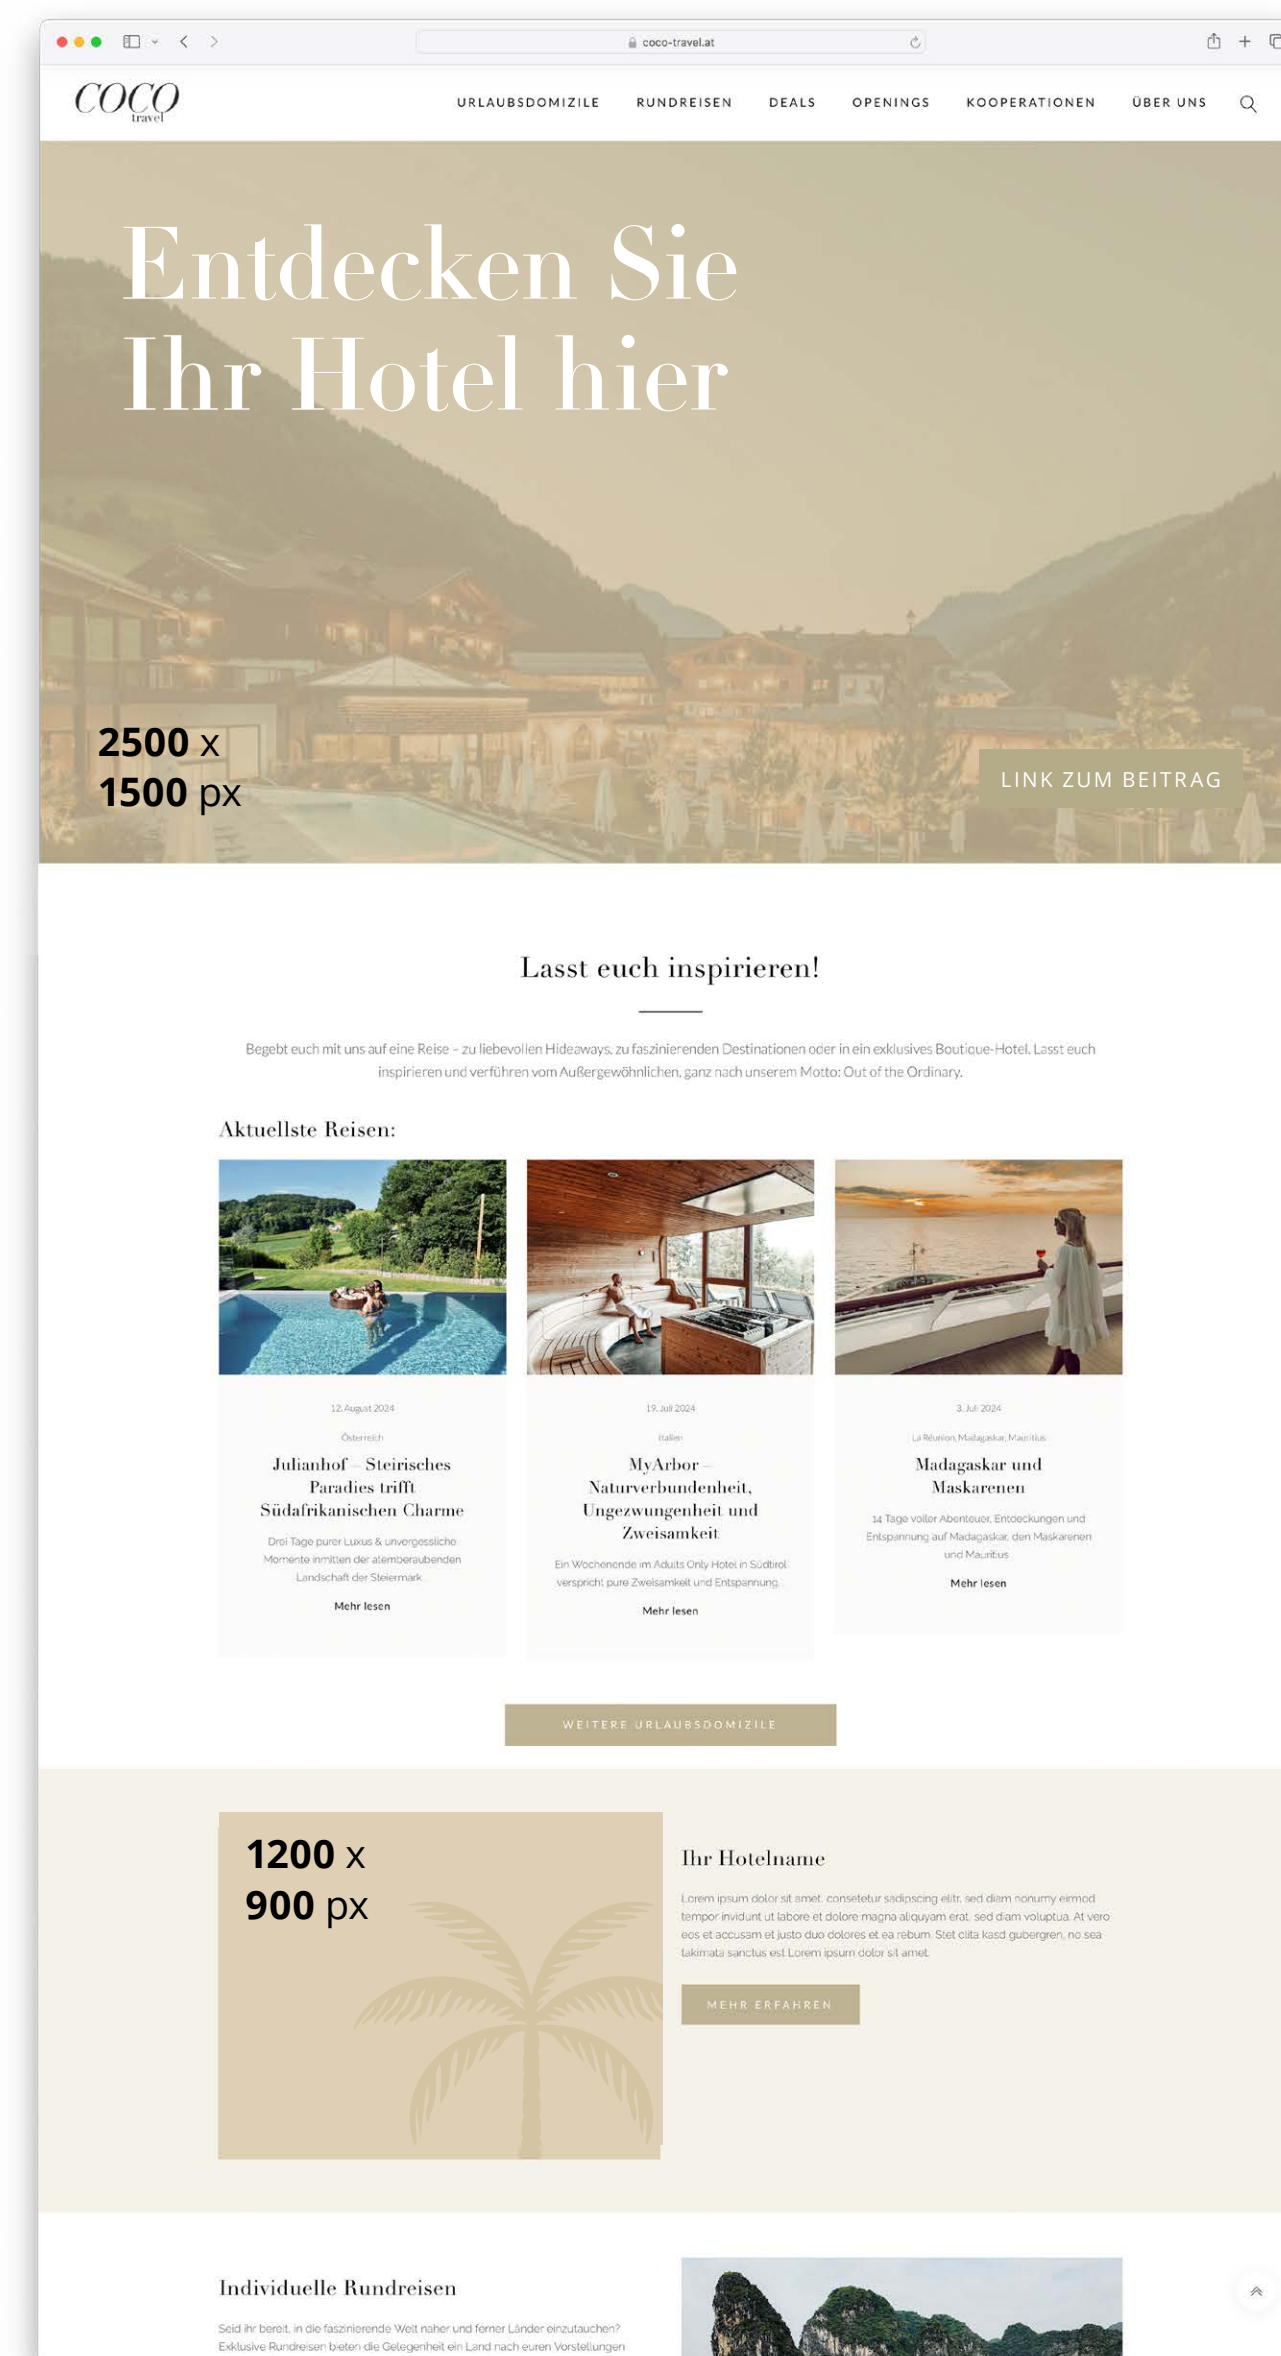 coco-travel.at
COCO
travel
URLAUBSDOMIZILE RUNDREISEN DEALS OPENINGS KOOPERATIONEN ÜBER UNS
Entdecken Sie
Ihr Hotel hier
2500 x
1500 px
LINK ZUM BEITRAG
Lasst euch inspirieren!
Begebt euch mit uns auf eine Reise – zu liebevollen Hideaways, zu faszinierenden Destinationen oder in ein exklusives Boutique-Hotel. Lasst euch
inspirieren und verführen vom Außergewöhnlichen, ganz nach unserem Motto: Out of the Ordinary.
Aktuellste Reisen:
12. August 2024
Österreich
Julianhof – Steirisches
Paradies trifft
Südafrikanischen Charme
Drei Tage purer Luxus & unvergessliche
Momente inmitten der atemberaubenden
Landschaft der Steiermark.
Mehr lesen
19. Juli 2024
Italien
MyArbor –
Naturverbundenheit,
Ungezwungenheit und
Zweisamkeit
Ein Wochenende im Adults Only Hotel in Südtirol
verspricht pure Zweisamkeit und Entspannung.
Mehr lesen
3. Juli 2024
La Réunion, Madagaskar, Mauritius
Madagaskar und
Maskarenen
14 Tage voller Abenteuer, Entdeckungen und
Entspannung auf Madagaskar, den Maskarenen
und Mauritius
Mehr lesen
WEITERE URLAUBSDOMIZILE
1200 x
900 px
Ihr Hotelname
Lorem ipsum dolor sit amet, consetetur sadipscing elitr, sed diam nonumy eirmod
tempor invidunt ut labore et dolore magna aliquyam erat, sed diam voluptua. At vero
eos et accusam et justo duo dolores et ea rebum. Stet clita kasd gubergren, no sea
takimata sanctus est Lorem ipsum dolor sit amet.
MEHR ERFAHREN
Individuelle Rundreisen
Seid ihr bereit, in die faszinierende Welt naher und ferner Länder einzutauchen?
Exklusive Rundreisen bieten die Gelegenheit ein Land nach euren Vorstellungen